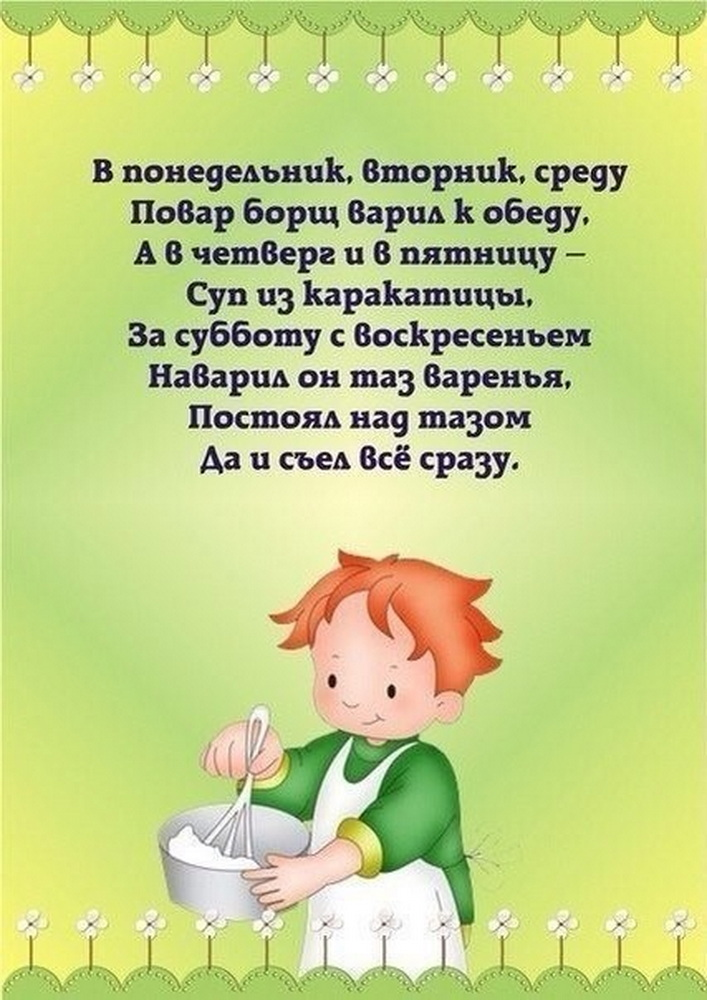 В понедельник, вторник, среду
Повар борщ варил к обеду,
А в четверг и в пятницу –
Суп из каракатицы,
За субботу с воскресеньем
Наварил он таз варенья,
Постоял над тазом
Да и съел всё сразу.